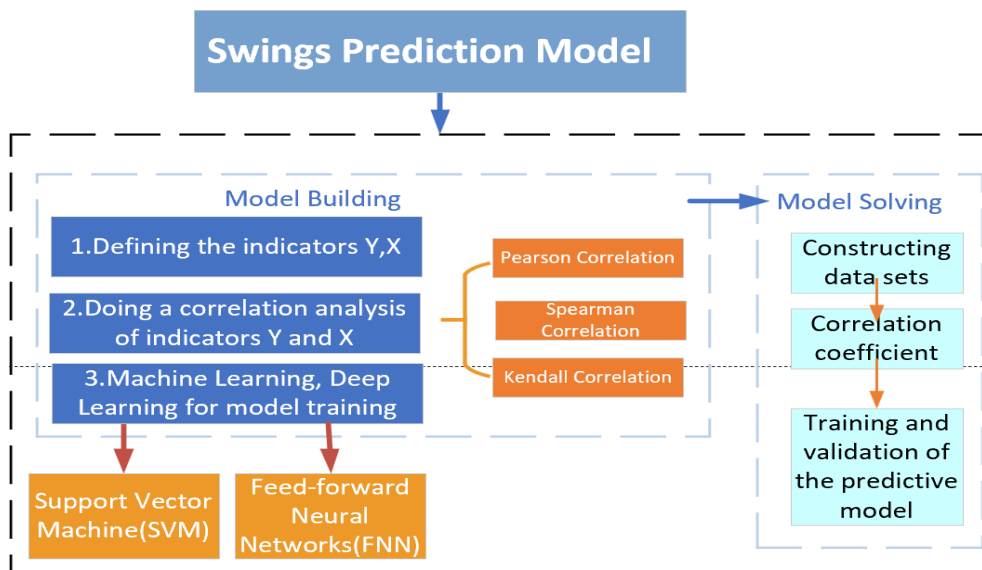 Swings Prediction Model
Model Building
1.Defining the indicators Y,X
2.Doing a correlation analysis
of indicators Y and X
3.Machine Learning, Deep
Learning for model training
Pearson Correlation
Spearman
Correlation
Kendall Correlation
Support Vector
Machine(SVM)
Feed-forward
Neural
Networks(FNN)
Model Solving
Constructing
data sets
Correlation
coefficient
Training and
validation of
the predictive
model